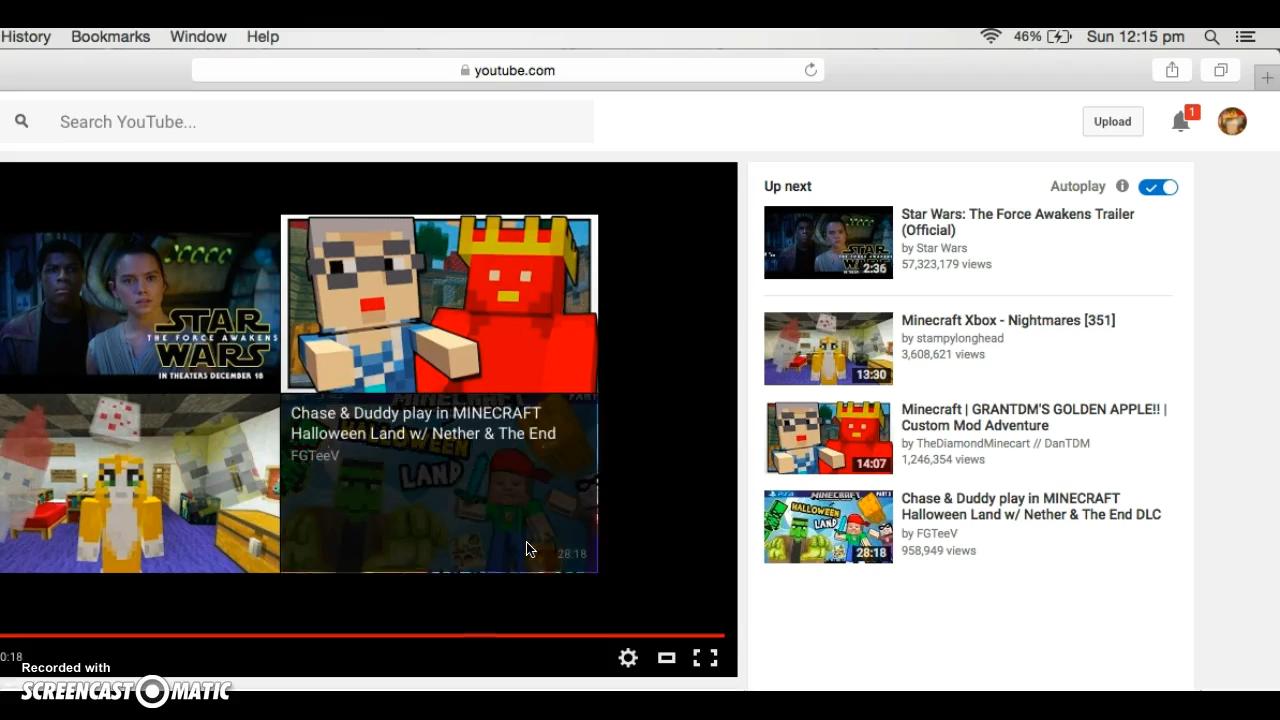 History Bookmarks Window Help 46% Sun 12:15 pm
youtube.com
Search YouTube...
Upload
1
Up next
Autoplay
Star Wars: The Force Awakens Trailer
(Official)
by Star Wars
57,323,179 views
2:36
STAR
THE FORCE AWAKENS
WARS
IN THEATERS DECEMBER 18
Minecraft Xbox - Nightmares [351]
by stampylonghead
3,608,621 views
13:30
Chase & Duddy play in MINECRAFT
Halloween Land w/ Nether & The End
FGTeeV
LAND
28:18
Minecraft | GRANTDM'S GOLDEN APPLE!! |
Custom Mod Adventure
by TheDiamondMinecart // DanTDM
1,246,354 views
14:07
Chase & Duddy play in MINECRAFT
Halloween Land w/ Nether & The End DLC
by FGTeeV
958,949 views
MINECRAFT
HALLOWEEN
LAND
28:18
0:18
Recorded with
SCREENCAST-O-MATIC